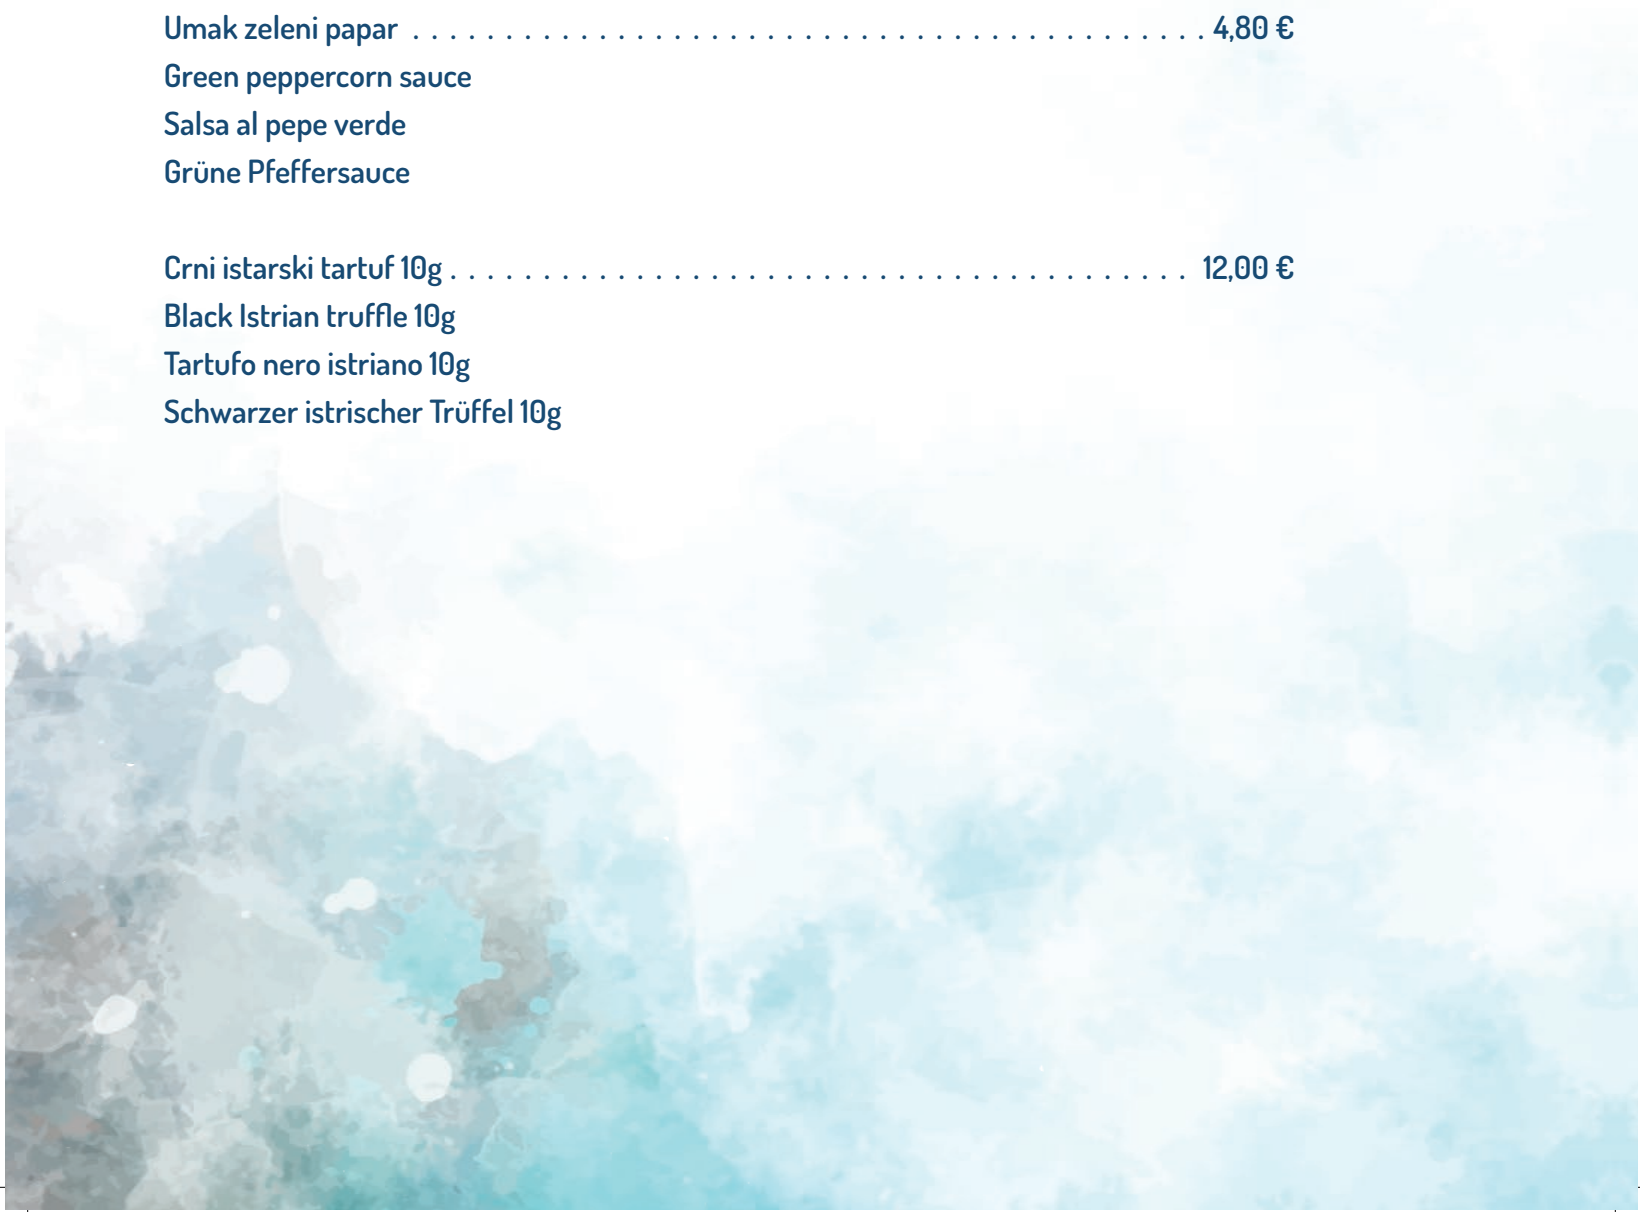 Umak zeleni papar . . . . . . . . . . . . . . . . . . . . . . . . . . . . . . . . . . . . . . . . . . . 4,80 €
Green peppercorn sauce
Salsa al pepe verde
Grüne Pfeffersauce
Crni istarski tartuf 10g . . . . . . . . . . . . . . . . . . . . . . . . . . . . . . . . . . . . . . . . 12,00 €
Black Istrian truffle 10g
Tartufo nero istriano 10g
Schwarzer istrischer Trüffel 10g